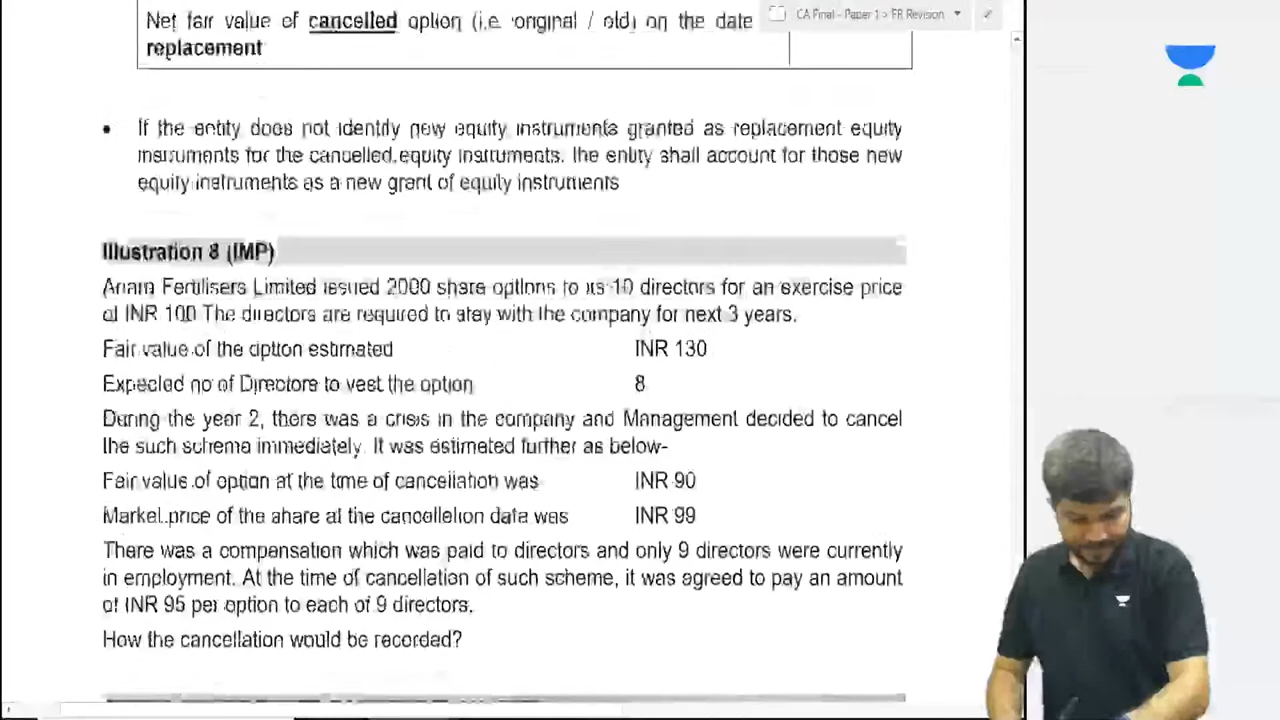 Net fair value of cancelled option (i.e. original / old) on the date
replacement
CA Final - Paper 1 > FR Revision
• If the entity does not identify new equity instruments granted as replacement equity
instruments for the cancelled equity instruments. the entity shall account for those new
equity instruments as a new grant of equity instruments
Illustration 8 (IMP)
Fertilisers Limited issued 2000 share options to its 10 directors for an exercise price
of INR 100 The directors are required to stay with the company for next 3 years.
Fair value of the option estimated INR 130
Expected no of Directors to vest the option 8
During the year 2, there was a crisis in the company and Management decided to cancel
the such scheme immediately. It was estimated further as below-
Fair value of option at the time of cancellation was INR 90
Market price of the share at the cancellation date was INR 99
There was a compensation which was paid to directors and only 9 directors were currently
in employment. At the time of cancellation of such scheme, it was agreed to pay an amount
of INR 95 per option to each of 9 directors.
How the cancellation would be recorded?